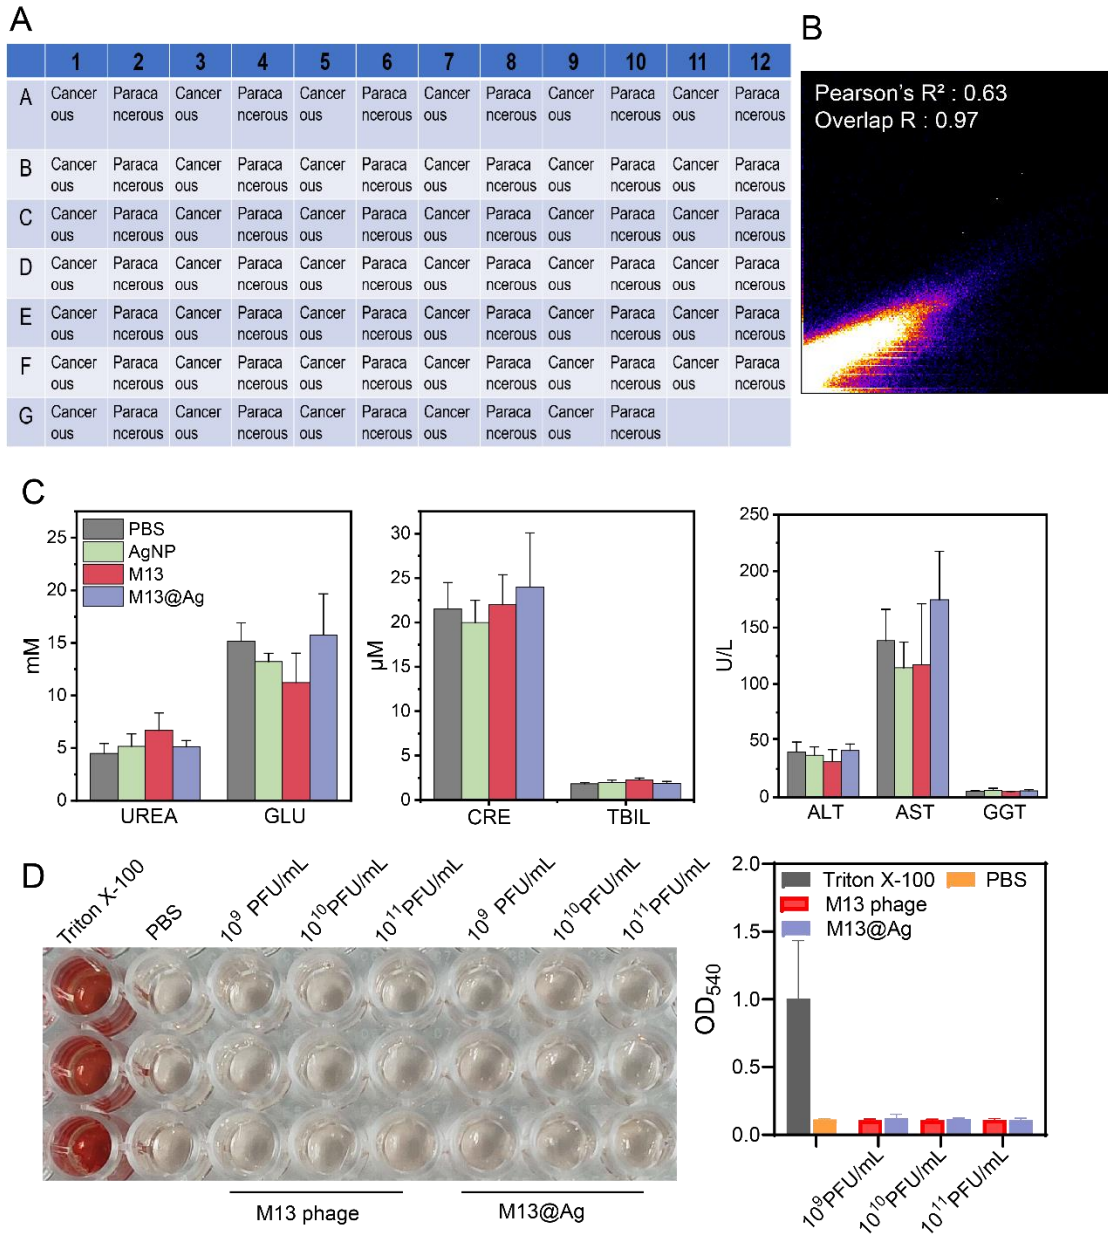 A
1 2 3 4 5 6 7 8 9 10 11 12
A Cancer Paraca Cancer Paraca Cancer Paraca Cancer Paraca Cancer Paraca Cancer Paraca
ous ncerous ous ncerous ous ncerous ous ncerous ous ncerous ous ncerous
B Cancer Paraca Cancer Paraca Cancer Paraca Cancer Paraca Cancer Paraca Cancer Paraca
ous ncerous ous ncerous ous ncerous ous ncerous ous ncerous ous ncerous
C Cancer Paraca Cancer Paraca Cancer Paraca Cancer Paraca Cancer Paraca Cancer Paraca
ous ncerous ous ncerous ous ncerous ous ncerous ous ncerous ous ncerous
D Cancer Paraca Cancer Paraca Cancer Paraca Cancer Paraca Cancer Paraca Cancer Paraca
ous ncerous ous ncerous ous ncerous ous ncerous ous ncerous ous ncerous
E Cancer Paraca Cancer Paraca Cancer Paraca Cancer Paraca Cancer Paraca Cancer Paraca
ous ncerous ous ncerous ous ncerous ous ncerous ous ncerous ous ncerous
F Cancer Paraca Cancer Paraca Cancer Paraca Cancer Paraca Cancer Paraca Cancer Paraca
ous ncerous ous ncerous ous ncerous ous ncerous ous ncerous ous ncerous
G Cancer Paraca Cancer Paraca Cancer Paraca Cancer Paraca Cancer Paraca
ous ncerous ous ncerous ous ncerous ous ncerous ous ncerous
B
Pearson's R² : 0.63
Overlap R : 0.97
C
25
20
15
10
5
0
mM
PBS
AgNP
M13
M13@Ag
UREA GLU
30
25
20
15
10
5
0
µM
CRE TBIL
250
200
150
100
50
0
U/L
ALT AST GGT
D
Triton X-100
PBS
10⁹ PFU/mL
10¹⁰PFU/mL
10¹¹PFU/mL
10⁹ PFU/mL
10¹⁰PFU/mL
10¹¹PFU/mL
M13 phage
M13@Ag
2.0
1.5
1.0
0.5
0.0
OD₅₄₀
Triton X-100 PBS
M13 phage
M13@Ag
10⁹PFU/mL
10¹⁰PFU/mL
10¹¹PFU/mL